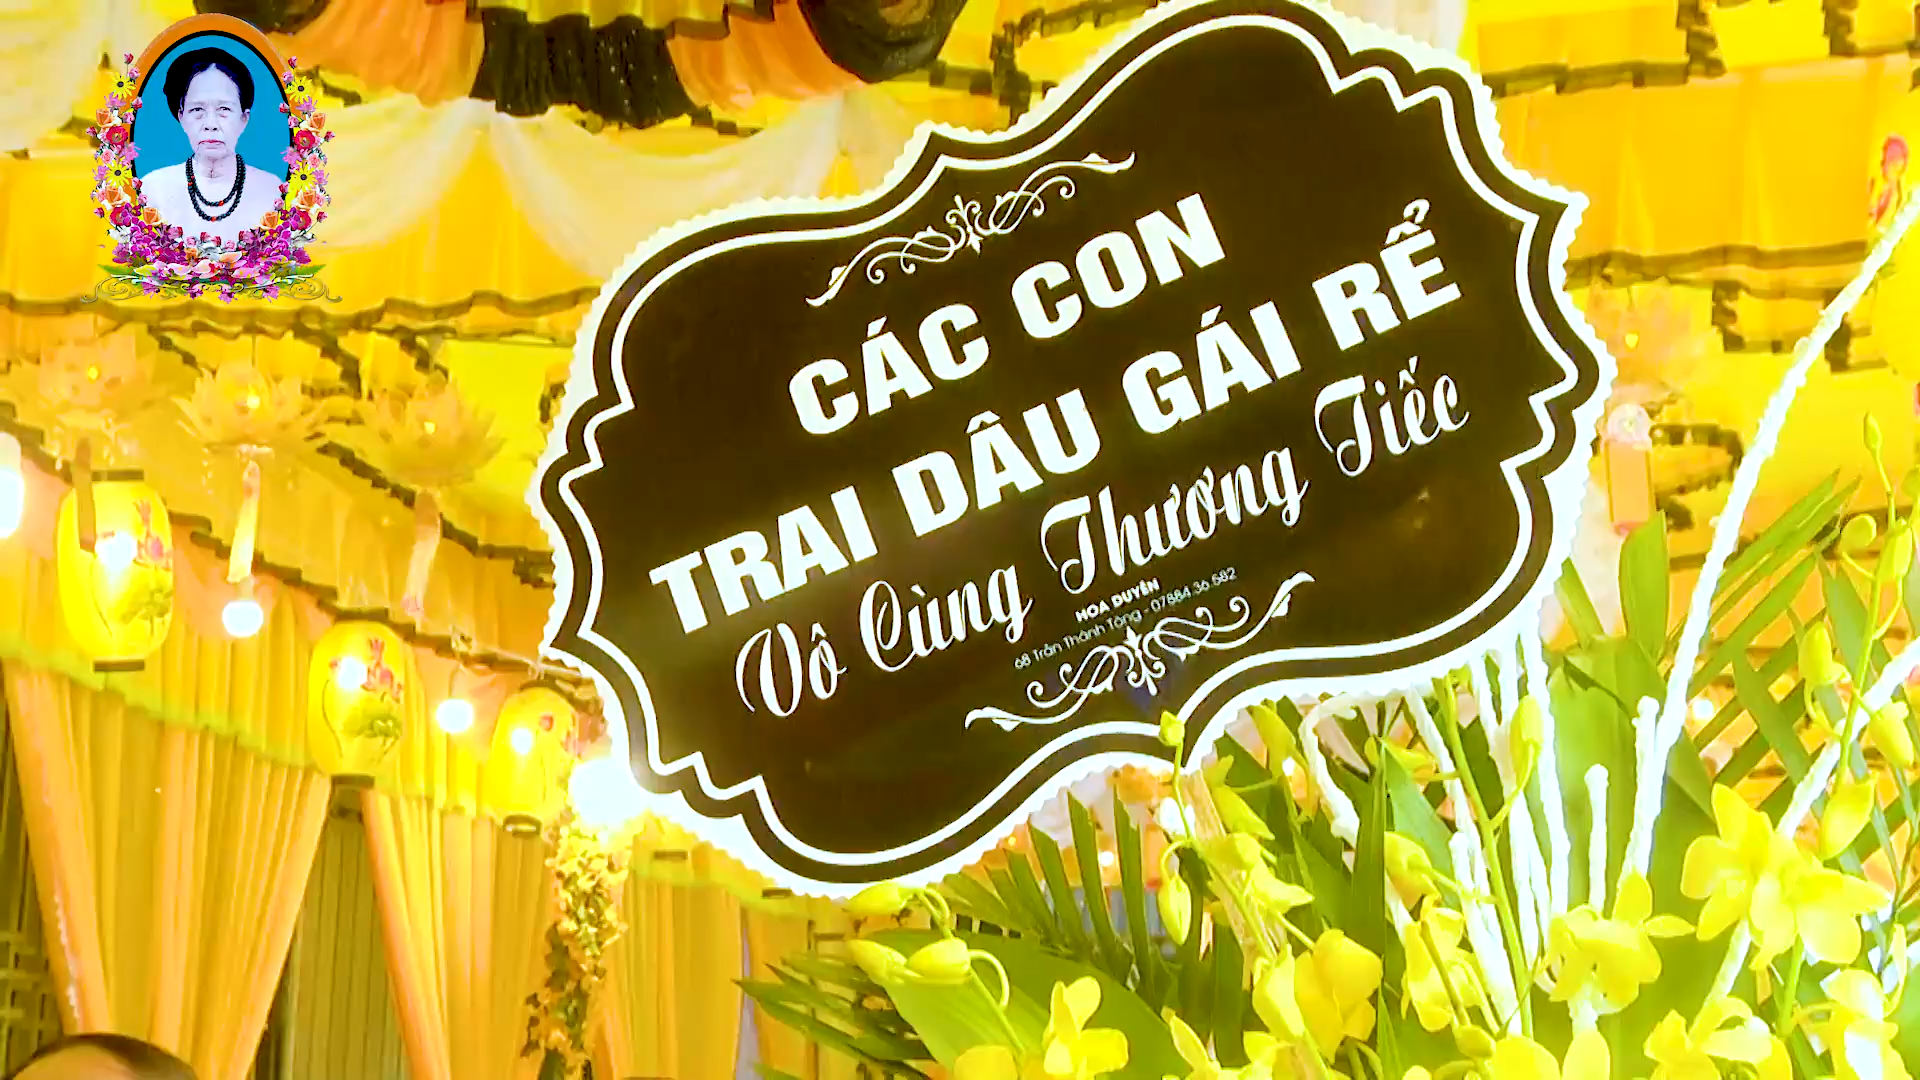 CÁC CON
TRAI DÂU GÁI RỂ
Vô Cùng Thương Tiếc
HOA DUYÊN
68 Trần Thánh Tông - 07884.36.682